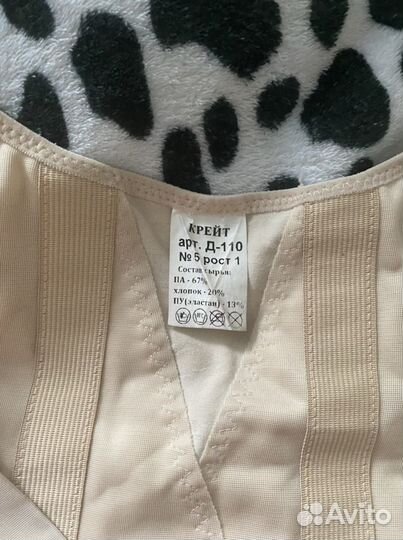 КРЕЙТ
арт. Д-110
№ 5 рост 1
Состав сырья:
ПА - 67%
хлопок - 20%
ПУ(эластан) - 13%
Avito